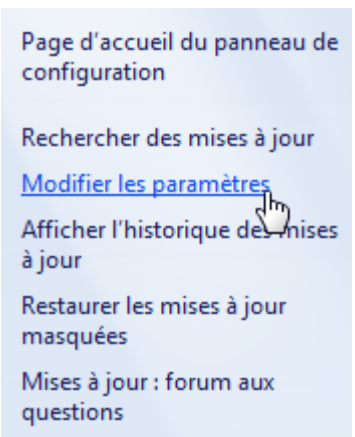 Page d'accueil du panneau de
configuration
Rechercher des mises à jour
Modifier les paramètres
Afficher l'historique des mises
à jour
Restaurer les mises à jour
masquées
Mises à jour : forum aux
questions